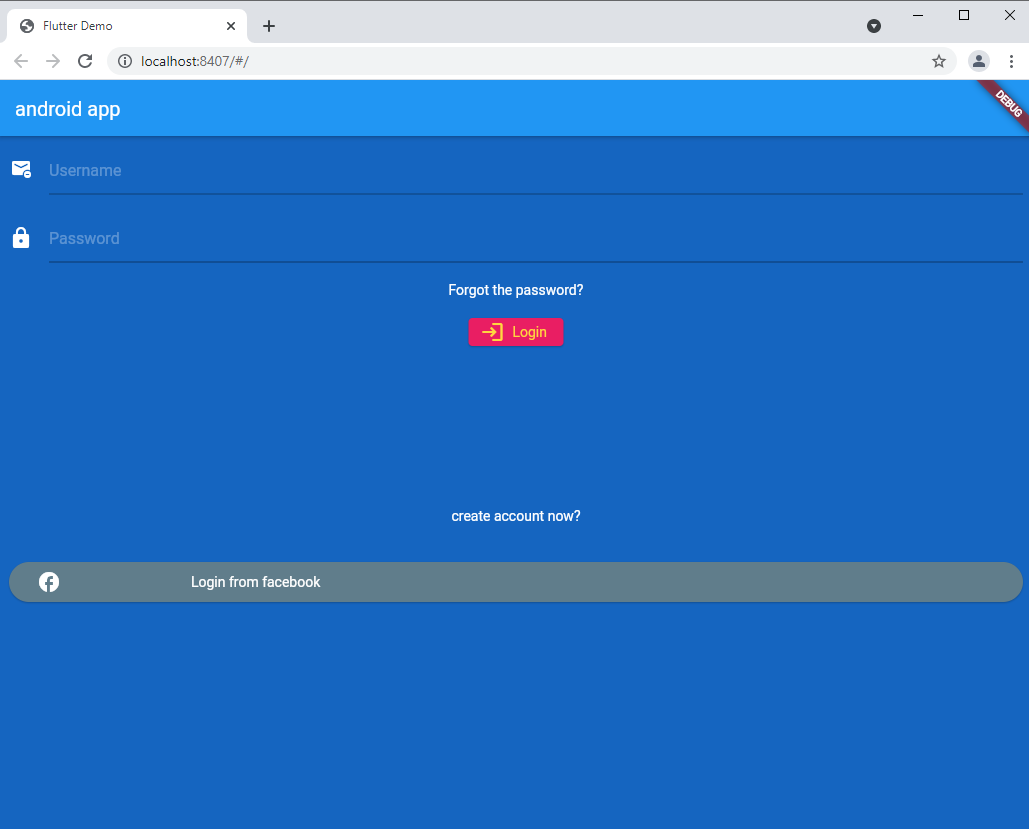 Flutter Demo
localhost:8407/#/
android app
DEBUG
Username
Password
Forgot the password?
Login
create account now?
Login from facebook